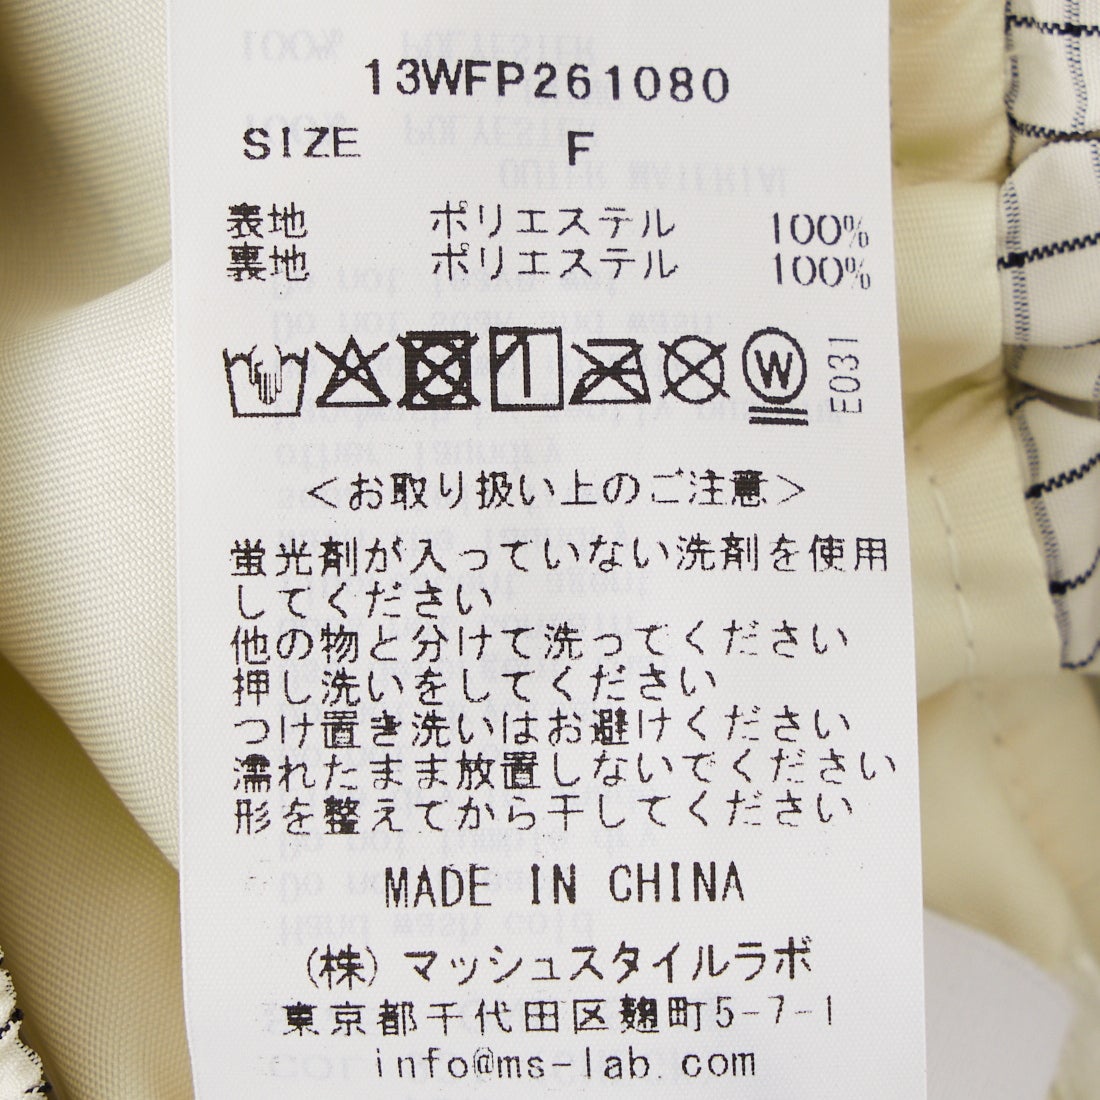 13WFP261080
SIZE F
表地 ポリエステル 100%
裏地 ポリエステル 100%
W
E031
<お取り扱い上のご注意>
蛍光剤が入っていない洗剤を使用
してください
他の物と分けて洗ってください
押し洗いをしてください
つけ置き洗いはお避けください
濡れたまま放置しないでください
形を整えてから干してください
MADE IN CHINA
(株) マッシュスタイルラボ
東京都千代田区麹町5-7-1
info@ms-lab.com